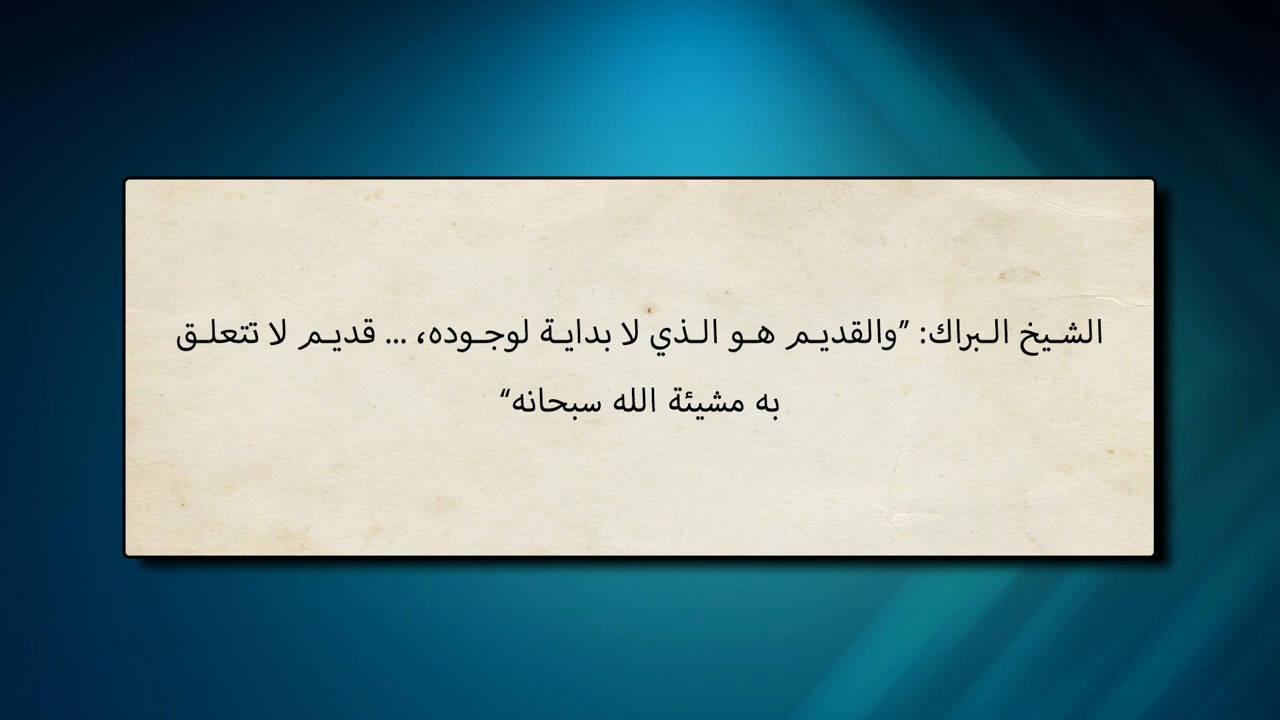 الشيخ البراك: ”والقديم هو الذي لا بداية لوجوده، ... قديم لا تتعلق
به مشيئة الله سبحانه“